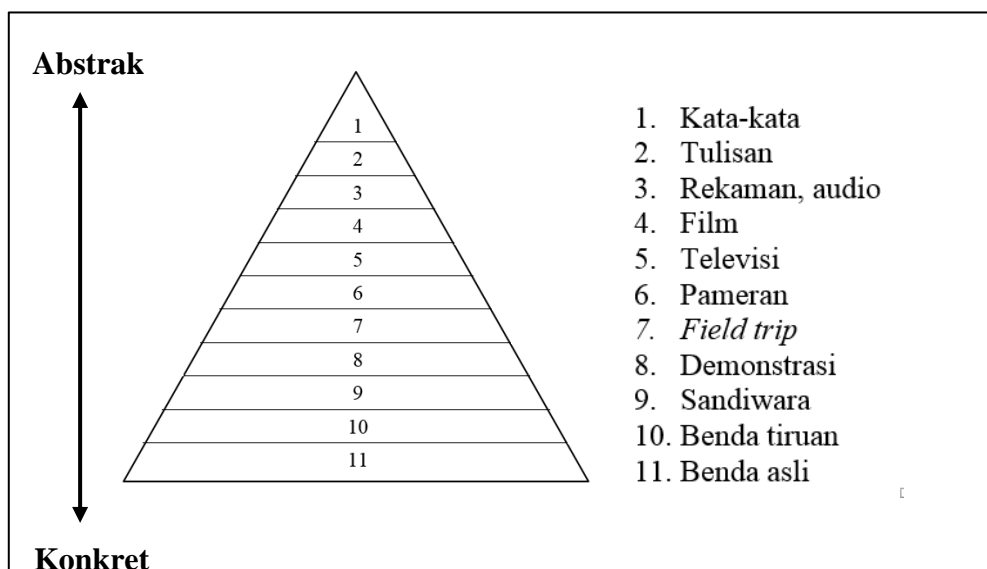 Abstrak
1
2
3
4
5
6
7
8
9
10
11
1. Kata-kata
2. Tulisan
3. Rekaman, audio
4. Film
5. Televisi
6. Pameran
7. Field trip
8. Demonstrasi
9. Sandiwara
10. Benda tiruan
11. Benda asli
Konkret